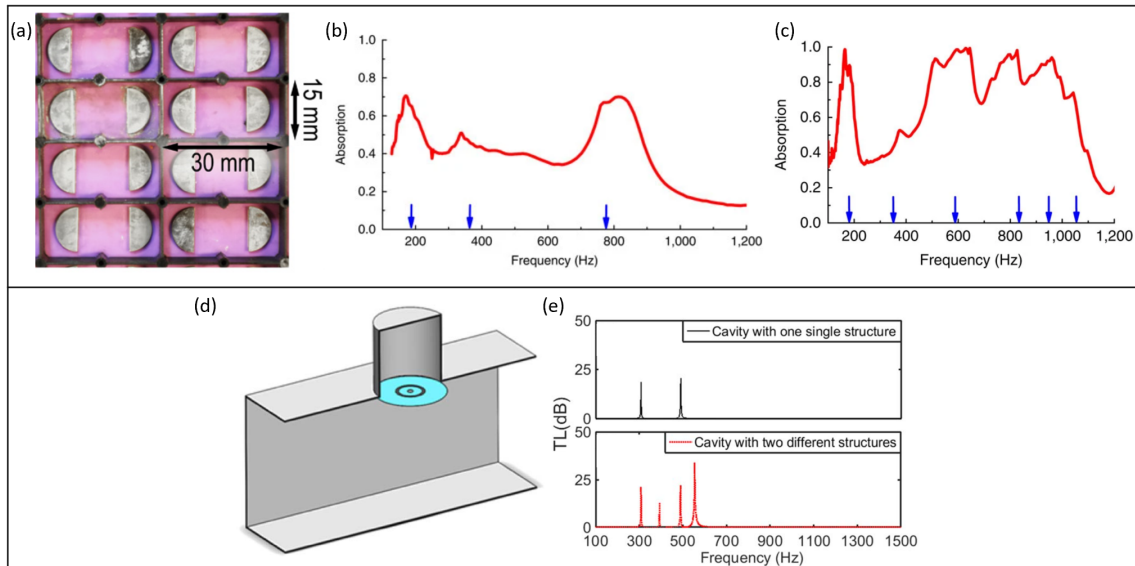 (a)
15 mm
30 mm
(b)
1.0
0.8
0.6
0.4
0.2
0.0
Absorption
200 400 600 800 1,000 1,200
Frequency (Hz)
(c)
1.0
0.8
0.6
0.4
0.2
0.0
Absorption
200 400 600 800 1,000 1,200
Frequency (Hz)
(d)
(e)
50
25
0
Cavity with one single structure
TL(dB)
50
25
0
Cavity with two different structures
100 300 500 700 900 1100 1300 1500
Frequency (Hz)